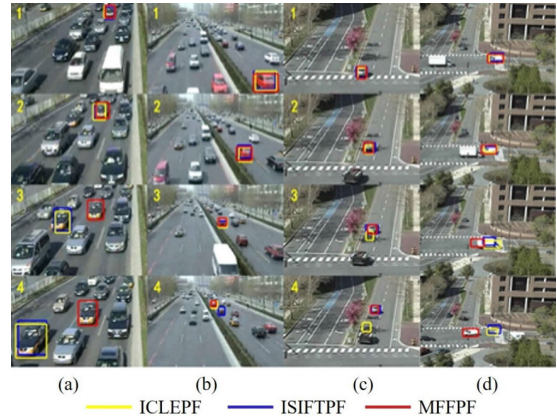 1 1 1 1
2 2 2 2
3 3 3 3
4 4 4 4
(a) (b) (c) (d)
ICLEPF ISIFTPF MFFPF